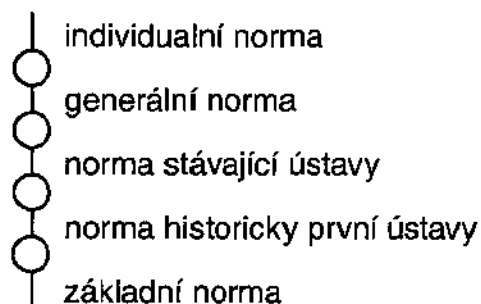 individualní norma
generální norma
norma stávající ústavy
norma historicky první ústavy
základní norma